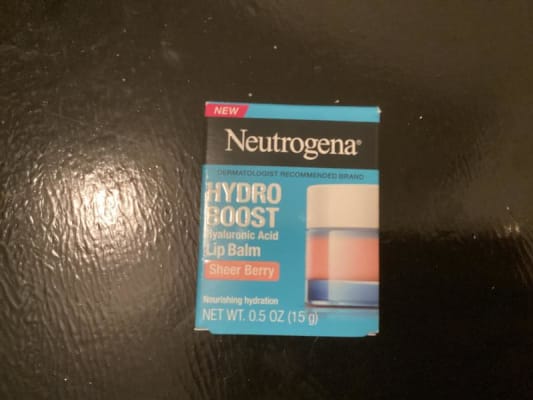 NEW
Neutrogena®
DERMATOLOGIST RECOMMENDED BRAND
HYDRO
BOOST
Hyaluronic Acid
Lip Balm
Sheer Berry
Nourishing hydration
NET WT. 0.5 OZ (15 g)